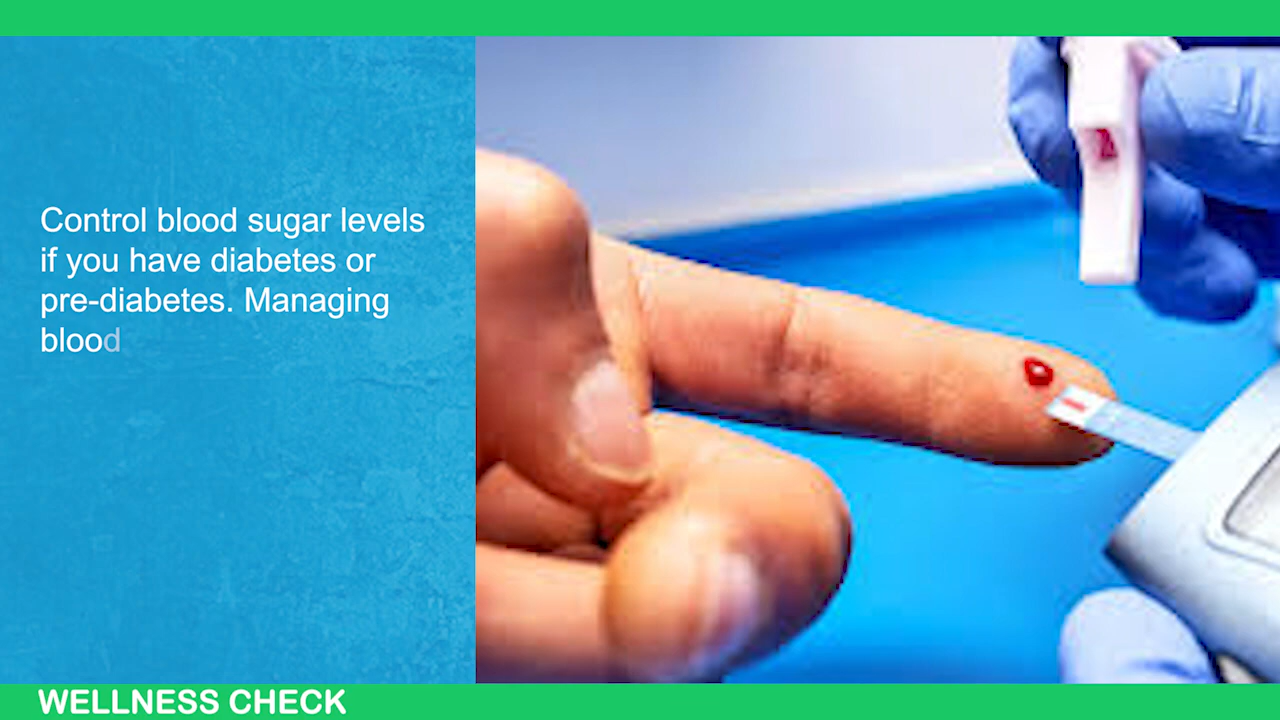 Control blood sugar levels
if you have diabetes or
pre-diabetes. Managing
blood
WELLNESS CHECK